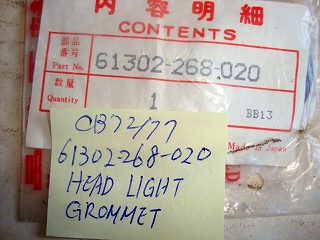 内容明細
CONTENTS
部品
番号
Part No.
61302-268-020
数量
Quantity
1
BB13
Made in Japan
CB72/77
61302-268-020
HEAD LIGHT
GROMMET